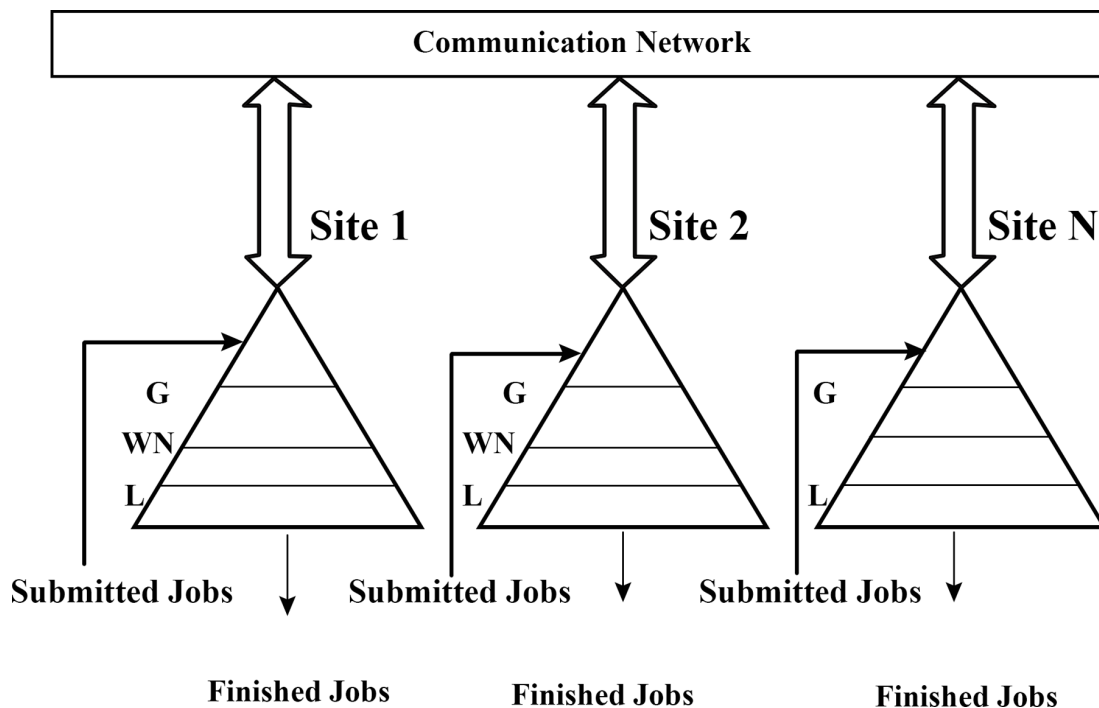 Communication Network
Site 1 Site 2 Site N
G G G
WN WN
L L L
Submitted Jobs Submitted Jobs Submitted Jobs
Finished Jobs Finished Jobs Finished Jobs